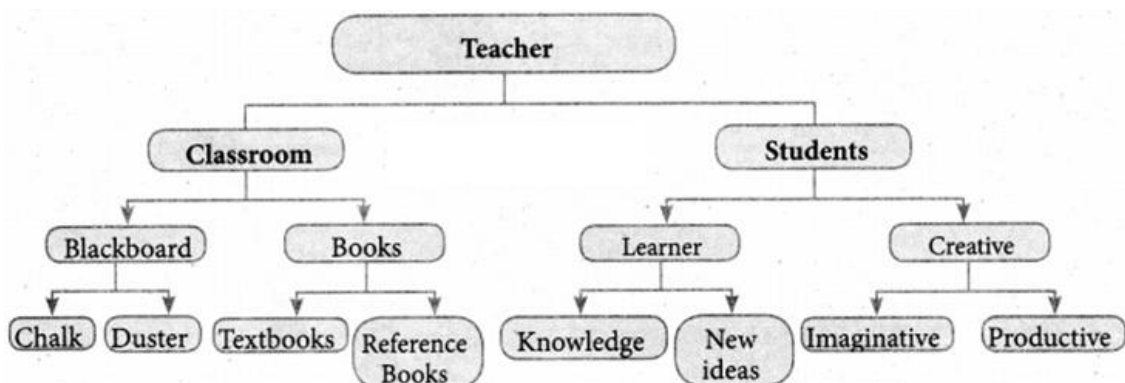 Teacher
Classroom
Students
Blackboard
Books
Learner
Creative
Chalk
Duster
Textbooks
Reference
Books
Knowledge
New
ideas
Imaginative
Productive